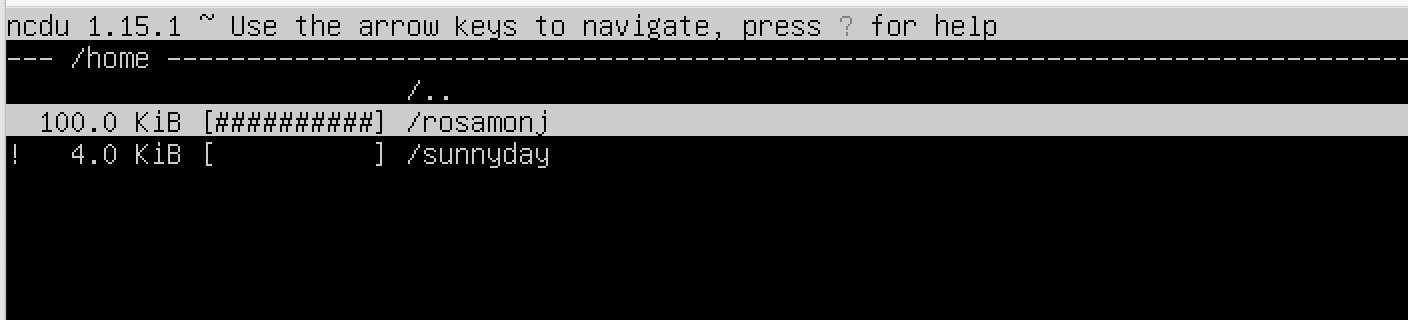 ncdu 1.15.1 ~ Use the arrow keys to navigate, press ? for help
--- /home ------------------------------------------------------------------------------
/..
100.0 KiB [##########] /rosamonj
!   4.0 KiB [          ] /sunnyday